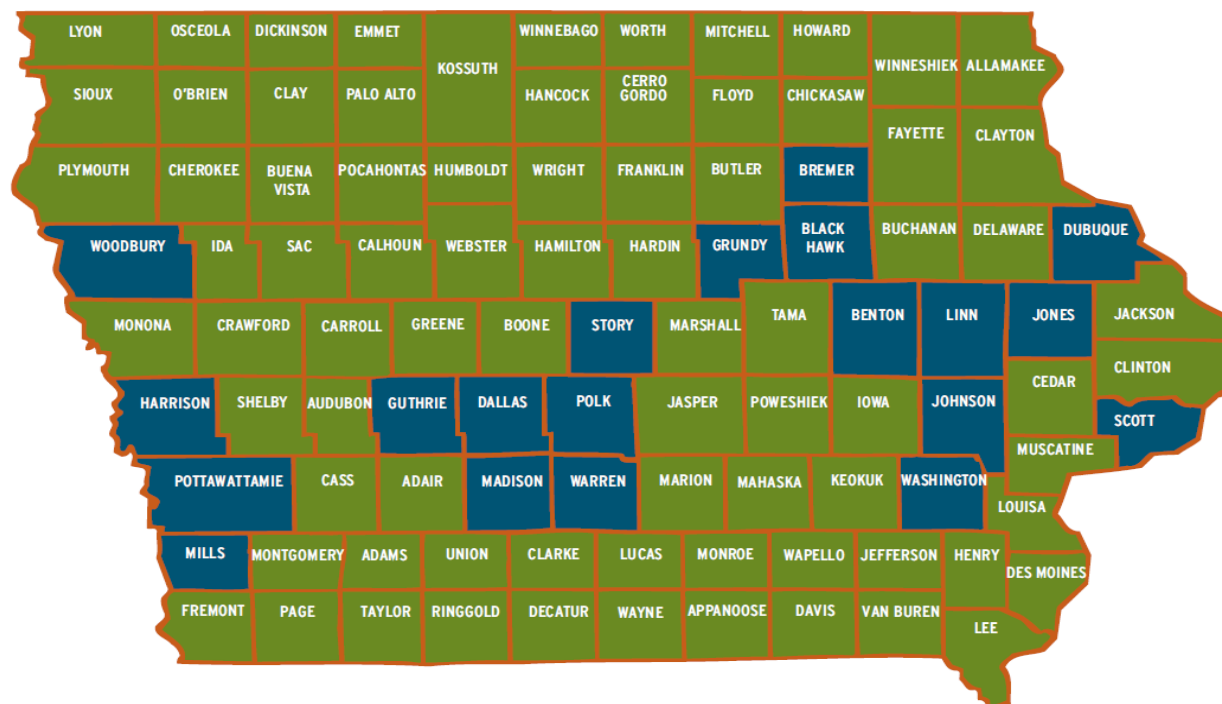 LYON
OSCEOLA
DICKINSON
EMMET
KOSSUTH
WINNEBAGO
WORTH
MITCHELL
HOWARD
WINNESHIEK
ALLAMAKEE
SIOUX
O'BRIEN
CLAY
PALO ALTO
HANCOCK
CERRO
GORDO
FLOYD
CHICKASAW
FAYETTE
CLAYTON
PLYMOUTH
CHEROKEE
BUENA
VISTA
POCAHONTAS
HUMBOLDT
WRIGHT
FRANKLIN
BUTLER
BREMER
WOODBURY
IDA
SAC
CALHOUN
WEBSTER
HAMILTON
HARDIN
GRUNDY
BLACK
HAWK
BUCHANAN
DELAWARE
DUBUQUE
MONONA
CRAWFORD
CARROLL
GREENE
BOONE
STORY
MARSHALL
TAMA
BENTON
LINN
JONES
JACKSON
CLINTON
HARRISON
SHELBY
AUDUBON
GUTHRIE
DALLAS
POLK
JASPER
POWESHIEK
IOWA
JOHNSON
CEDAR
SCOTT
MUSCATINE
POTTAWATTAMIE
CASS
ADAIR
MADISON
WARREN
MARION
MAHASKA
KEOKUK
WASHINGTON
LOUISA
MILLS
MONTGOMERY
ADAMS
UNION
CLARKE
LUCAS
MONROE
WAPELLO
JEFFERSON
HENRY
DES MOINES
FREMONT
PAGE
TAYLOR
RINGGOLD
DECATUR
WAYNE
APPANOOSE
DAVIS
VAN BUREN
LEE